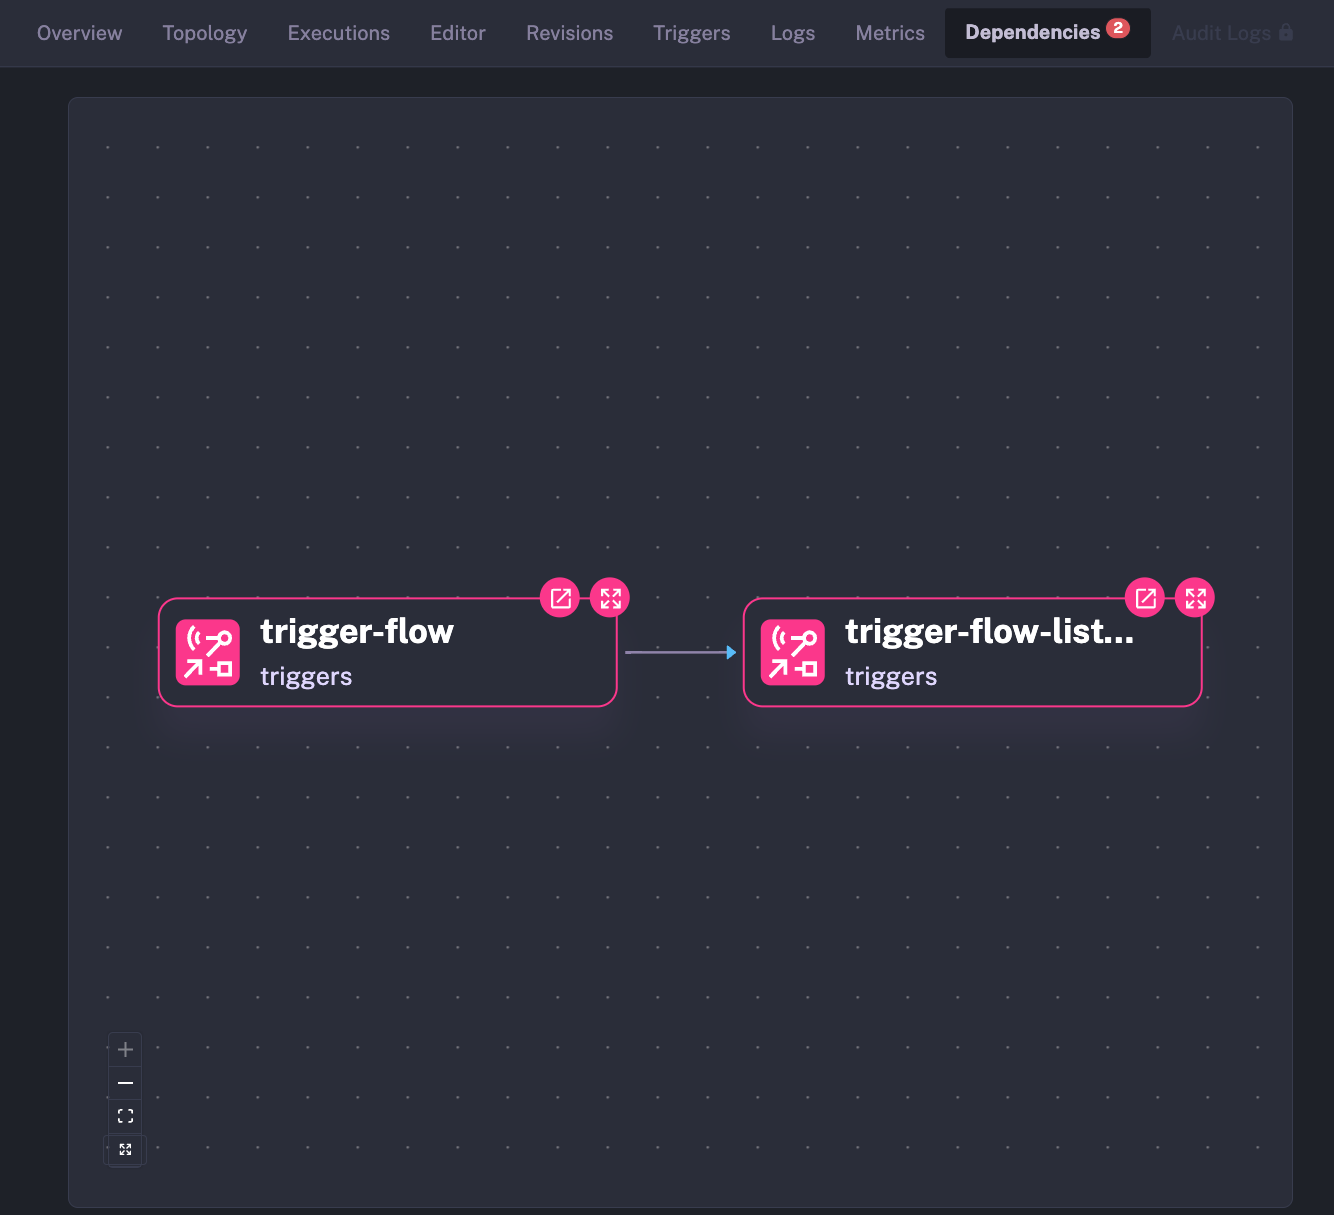 Overview Topology Executions Editor Revisions Triggers Logs Metrics Dependencies 2 Audit Logs
trigger-flow
triggers
trigger-flow-list...
triggers